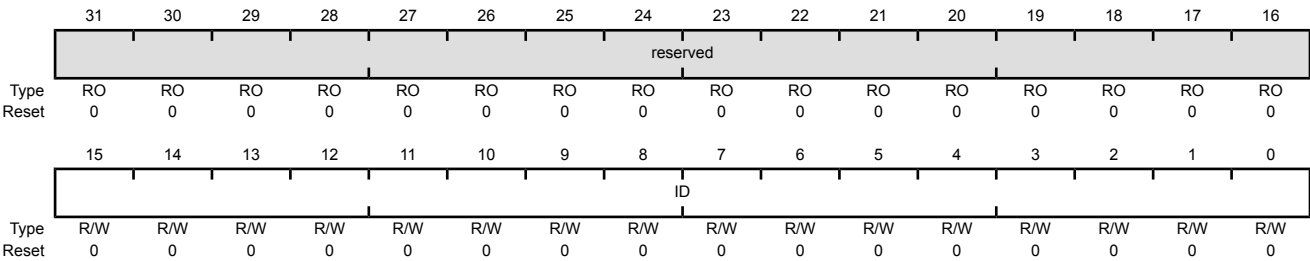 31 30 29 28 27 26 25 24 23 22 21 20 19 18 17 16
reserved
Type RO RO RO RO RO RO RO RO RO RO RO RO RO RO RO RO
Reset 0 0 0 0 0 0 0 0 0 0 0 0 0 0 0 0
15 14 13 12 11 10 9 8 7 6 5 4 3 2 1 0
ID
Type R/W R/W R/W R/W R/W R/W R/W R/W R/W R/W R/W R/W R/W R/W R/W R/W
Reset 0 0 0 0 0 0 0 0 0 0 0 0 0 0 0 0